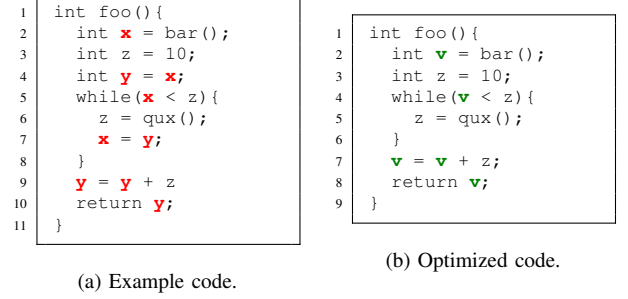 1 int foo(){
2 int x = bar();
3 int z = 10;
4 int y = x;
5 while(x < z){
6 z = qux();
7 x = y;
8 }
9 y = y + z
10 return y;
11 }
(a) Example code.
1 int foo(){
2 int v = bar();
3 int z = 10;
4 while(v < z){
5 z = qux();
6 }
7 v = v + z;
8 return v;
9 }
(b) Optimized code.